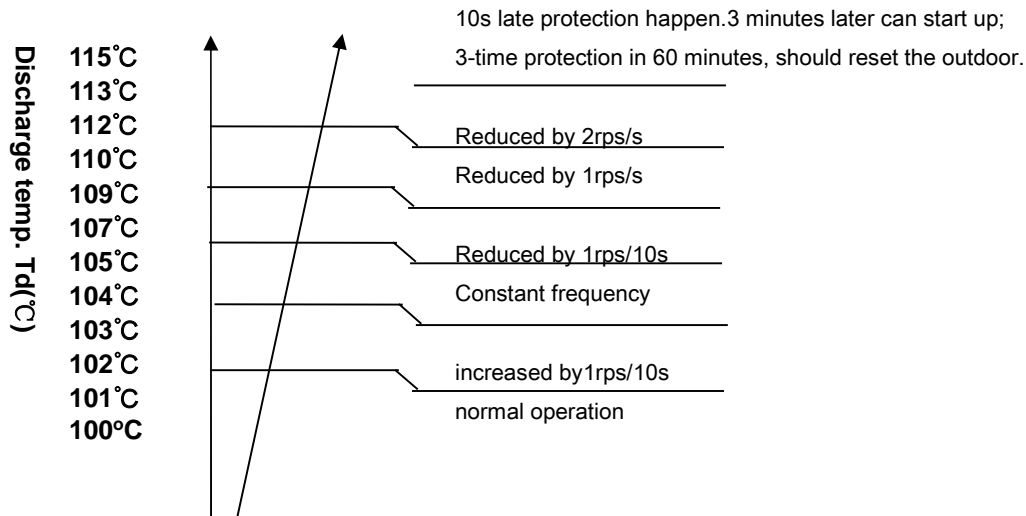 10s late protection happen.3 minutes later can start up;
3-time protection in 60 minutes, should reset the outdoor.
Discharge temp. Td(℃)
115℃
113℃
112℃
110℃
109℃
107℃
105℃
104℃
103℃
102℃
101℃
100ºC
Reduced by 2rps/s
Reduced by 1rps/s
Reduced by 1rps/10s
Constant frequency
increased by1rps/10s
normal operation